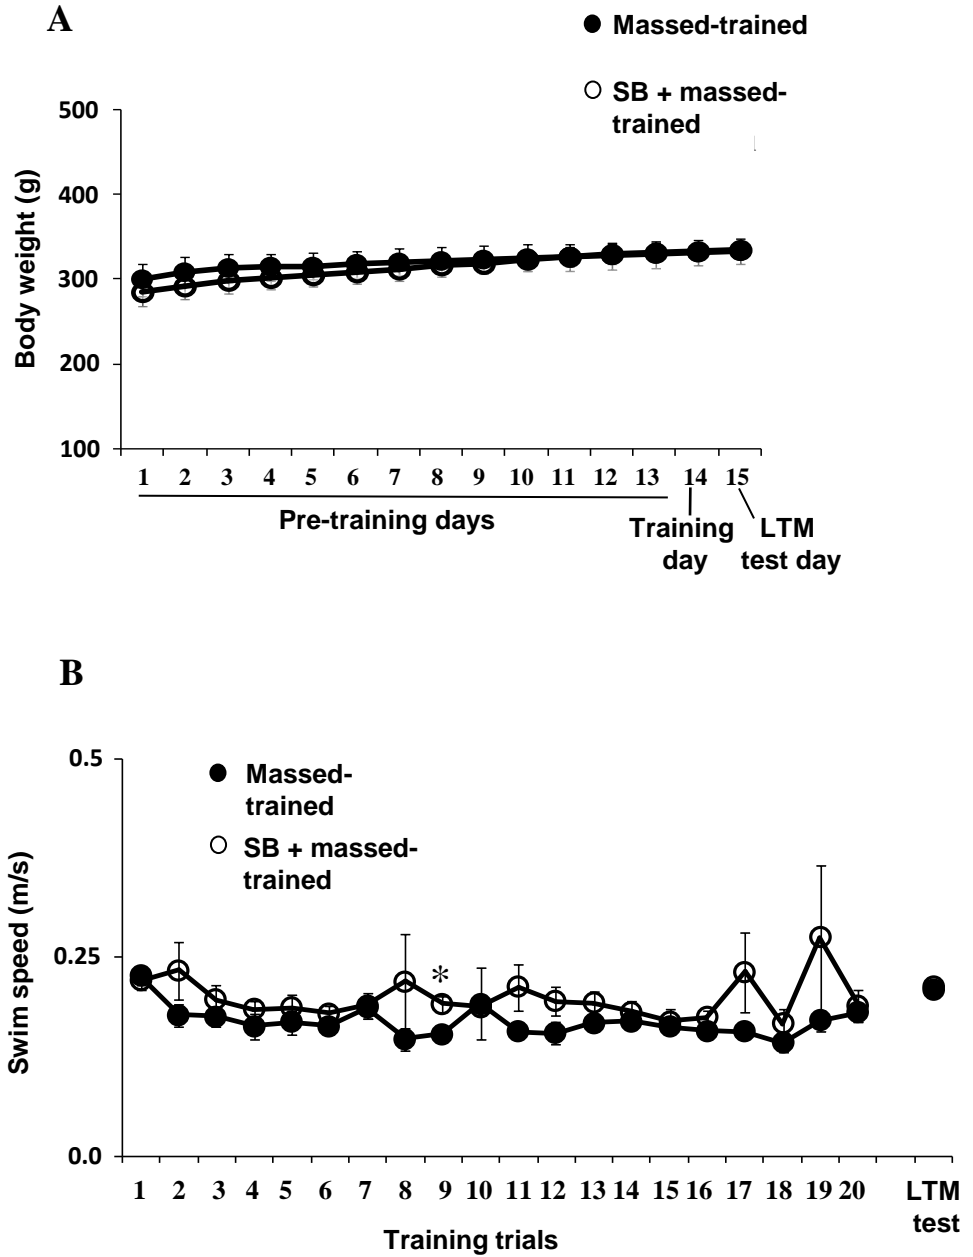 A
Massed-trained
SB + massed-
trained
500
400
300
200
100
Body weight (g)
1 2 3 4 5 6 7 8 9 10 11 12 13 14 15
Pre-training days
Training
day
LTM
test day
B
Massed-
trained
SB + massed-
trained
0.5
0.25
0.0
Swim speed (m/s)
*
1 2 3 4 5 6 7 8 9 10 11 12 13 14 15 16 17 18 19 20
LTM
test
Training trials